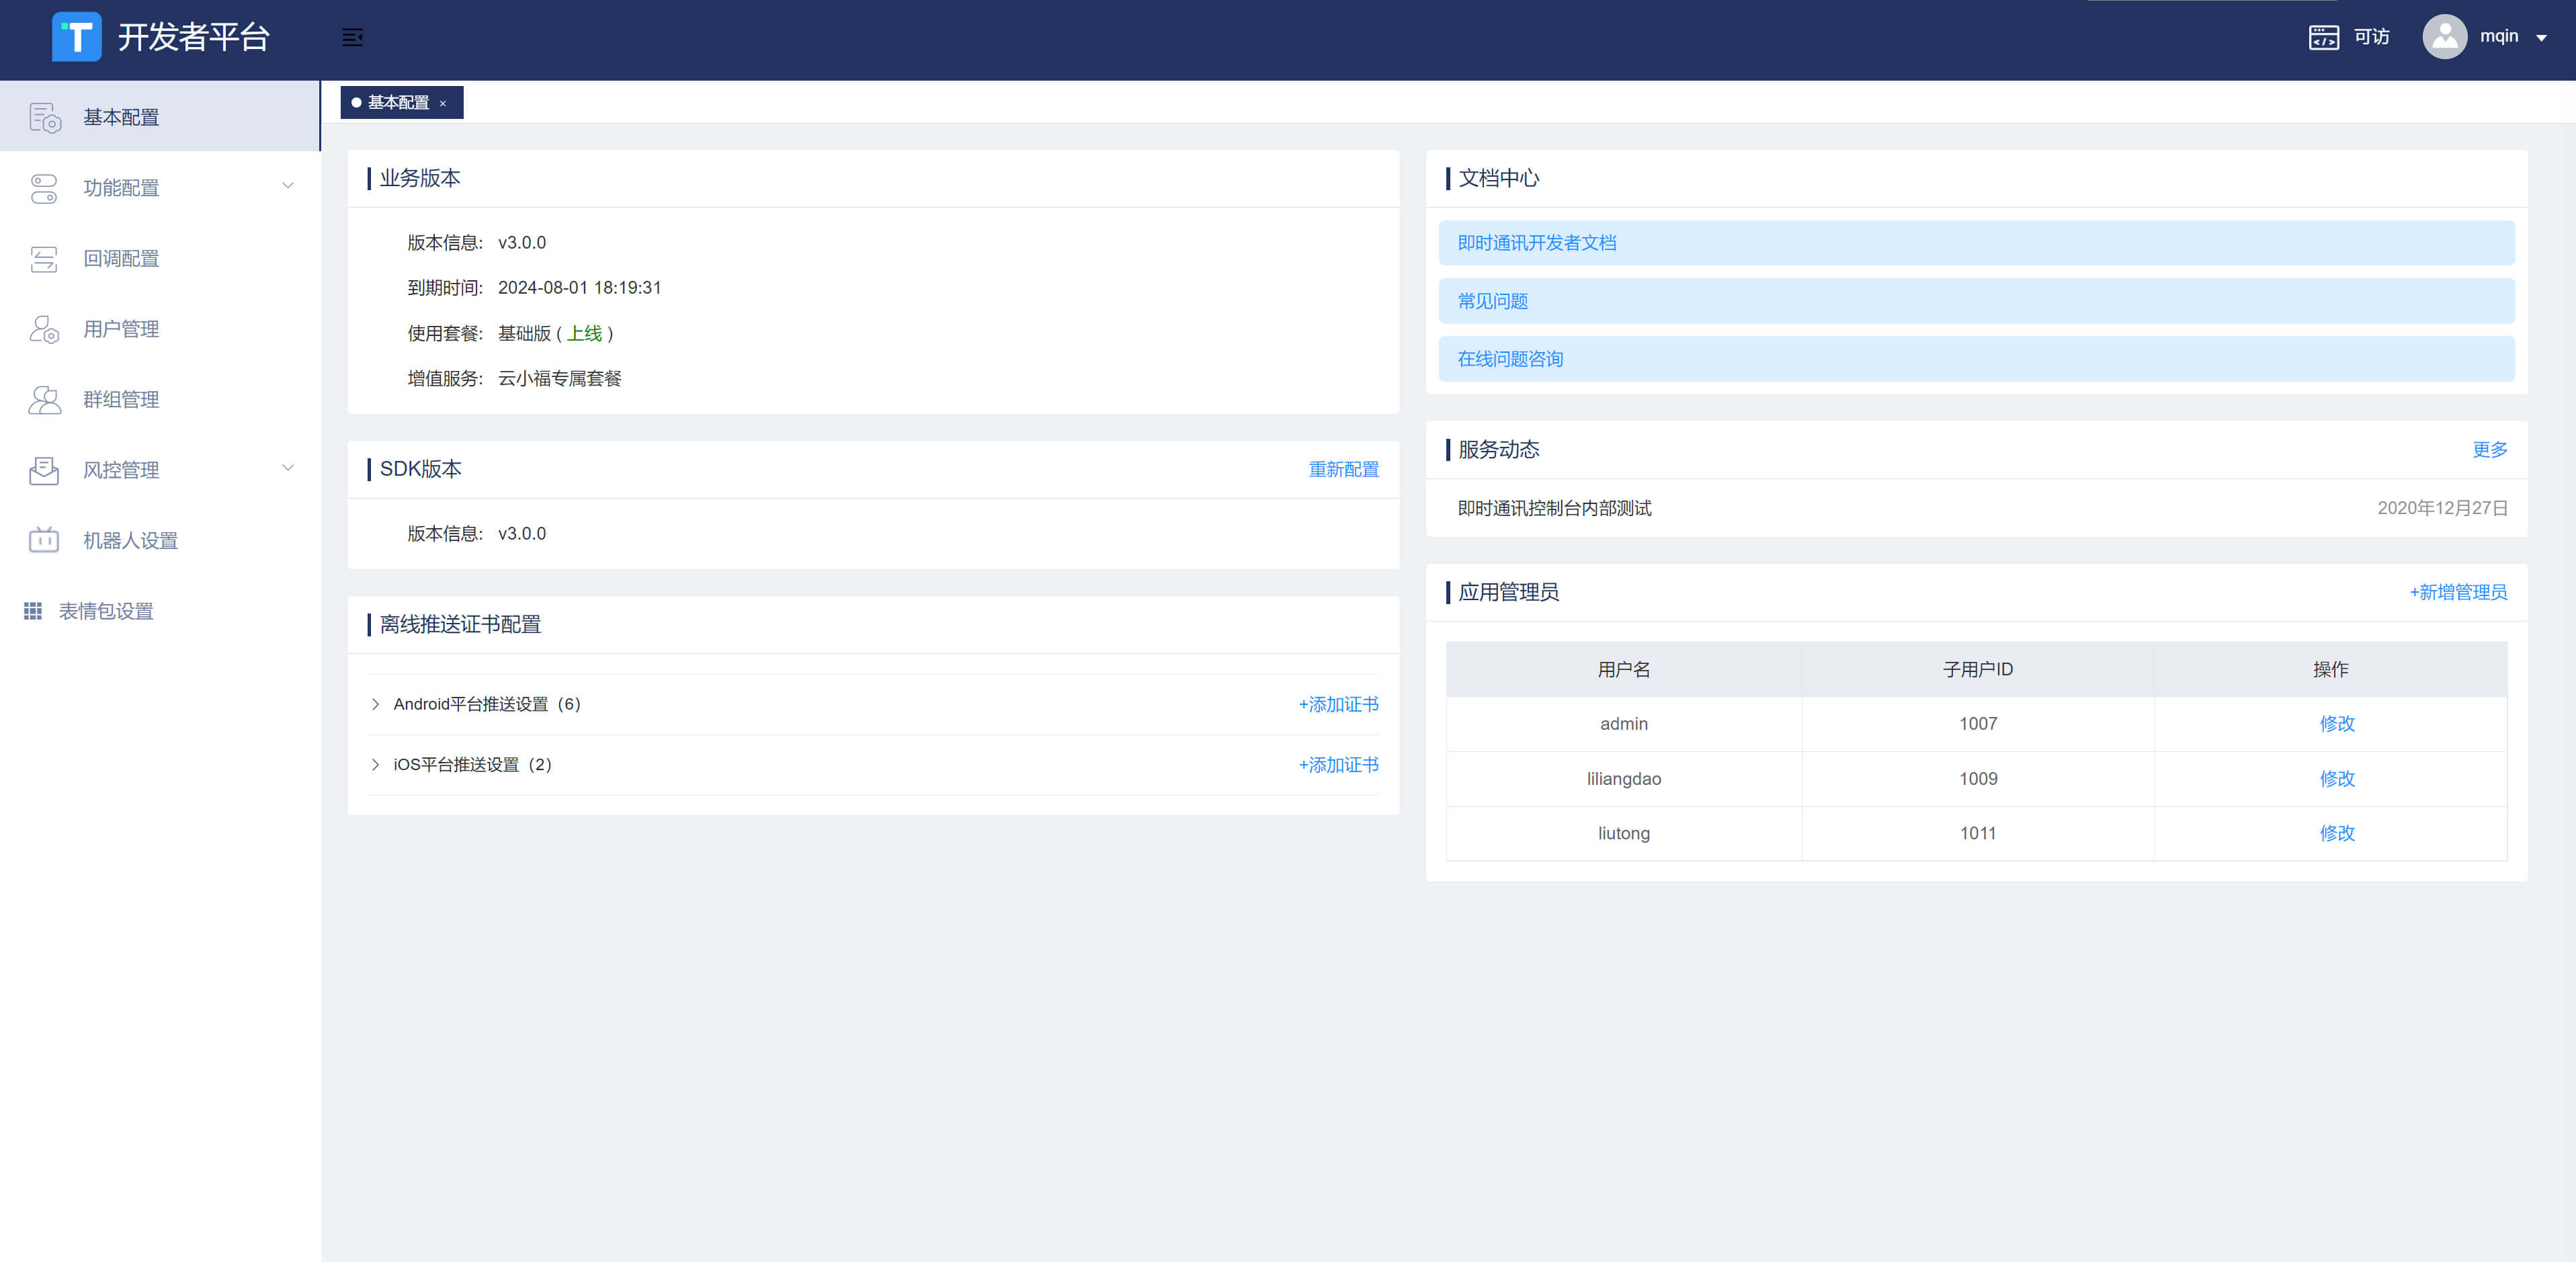 T 开发者平台
可访 mqin
基本配置
功能配置
回调配置
用户管理
群组管理
风控管理
机器人设置
表情包设置
基本配置 ×
业务版本
版本信息: v3.0.0
到期时间: 2024-08-01 18:19:31
使用套餐: 基础版 ( 上线 )
增值服务: 云小福专属套餐
SDK版本 重新配置
版本信息: v3.0.0
离线推送证书配置
Android平台推送设置（6） +添加证书
iOS平台推送设置（2） +添加证书
文档中心
即时通讯开发者文档
常见问题
在线问题咨询
服务动态 更多
即时通讯控制台内部测试 2020年12月27日
应用管理员 +新增管理员
用户名 子用户ID 操作
admin 1007 修改
liliangdao 1009 修改
liutong 1011 修改